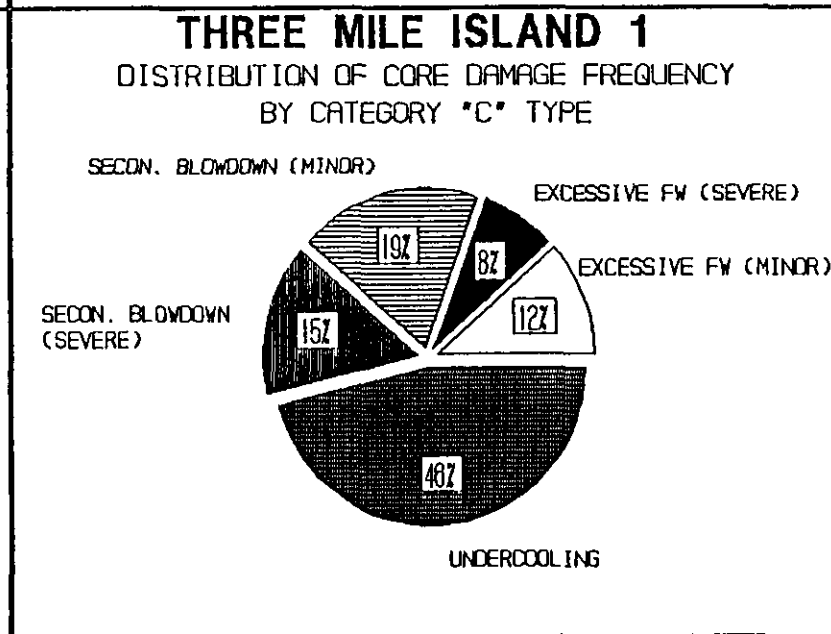 THREE MILE ISLAND 1
DISTRIBUTION OF CORE DAMAGE FREQUENCY
BY CATEGORY "C" TYPE
SECON. BLOWDOWN (MINOR)
EXCESSIVE FW (SEVERE)
19%
8%
EXCESSIVE FW (MINOR)
12%
SECON. BLOWDOWN
(SEVERE)
15%
46%
UNDERCOOLING